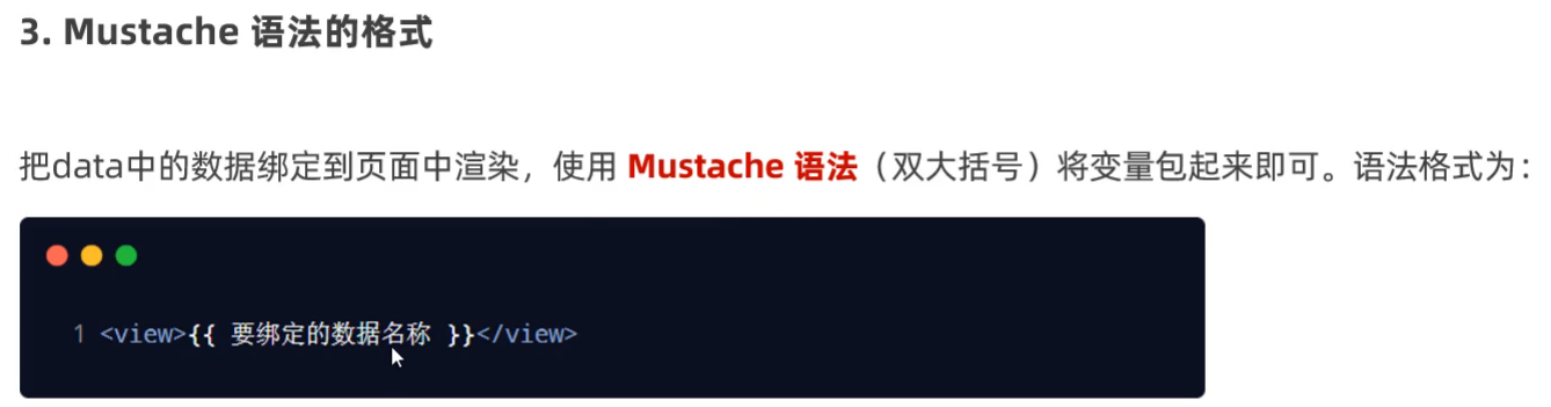 3. Mustache 语法的格式
把data中的数据绑定到页面中渲染，使用 Mustache 语法（双大括号）将变量包起来即可。语法格式为：
1 <view>{{ 要绑定的数据名称 }}</view>